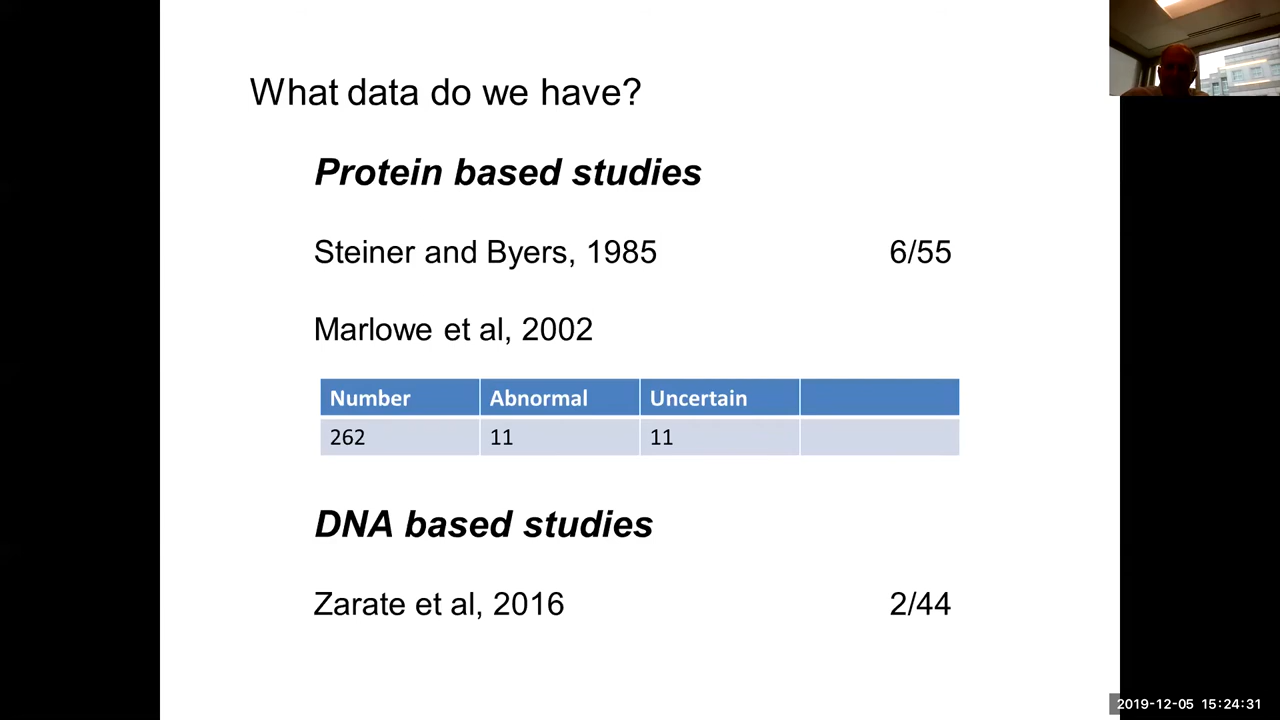 What data do we have?
Protein based studies
Steiner and Byers, 1985 6/55
Marlowe et al, 2002
Number Abnormal Uncertain
262 11 11
DNA based studies
Zarate et al, 2016 2/44
2019-12-05 15:24:31